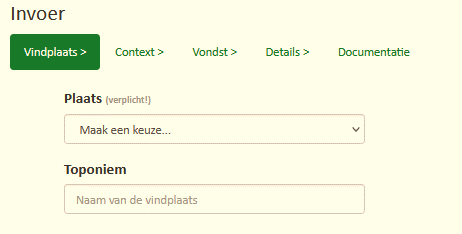 Invoer
Vindplaats > Context > Vondst > Details > Documentatie
Plaats (verplicht!)
Maak een keuze...
Toponiem
Naam van de vindplaats